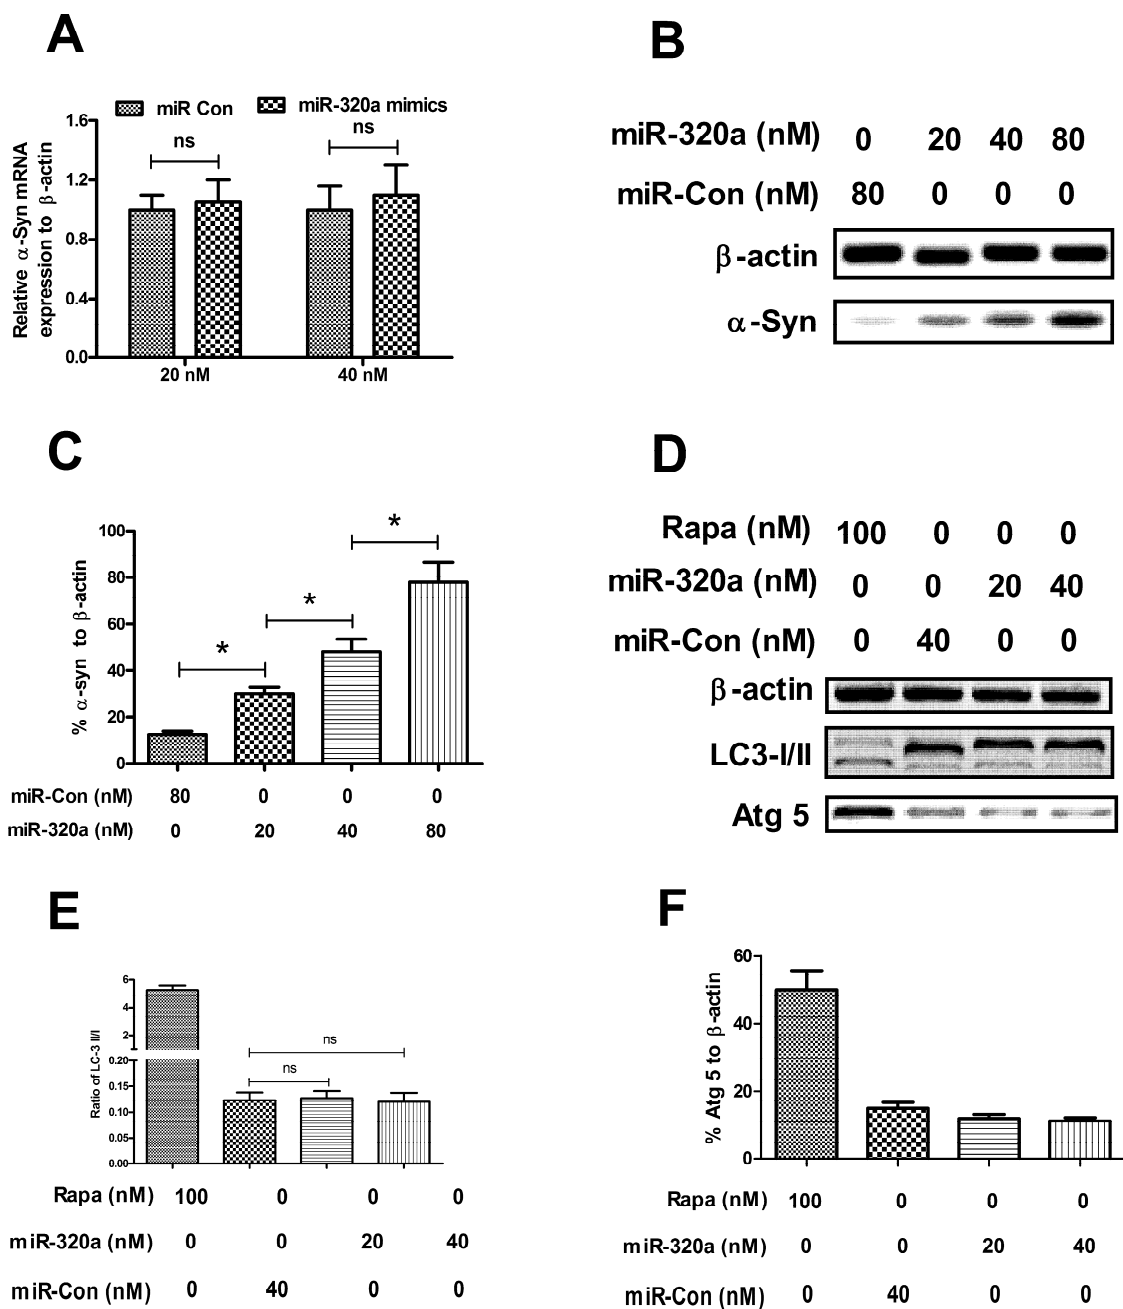 A
miR Con
miR-320a mimics
Relative α-Syn mRNA
expression to β-actin
1.6
1.2
0.8
0.4
0.0
ns
ns
20 nM
40 nM
B
miR-320a (nM) 0 20 40 80
miR-Con (nM) 80 0 0 0
β-actin
α-Syn
C
% α-syn to β-actin
100
80
60
40
20
0
*
*
*
miR-Con (nM) 80 0 0 0
miR-320a (nM) 0 20 40 80
D
Rapa (nM) 100 0 0 0
miR-320a (nM) 0 0 20 40
miR-Con (nM) 0 40 0 0
β-actin
LC3-I/II
Atg 5
E
Ratio of LC-3 II/I
6
4
2
0.20
0.15
0.10
0.05
0.00
ns
ns
Rapa (nM) 100 0 0 0
miR-320a (nM) 0 0 20 40
miR-Con (nM) 0 40 0 0
F
% Atg 5 to β-actin
60
40
20
0
Rapa (nM) 100 0 0 0
miR-320a (nM) 0 0 20 40
miR-Con (nM) 0 40 0 0